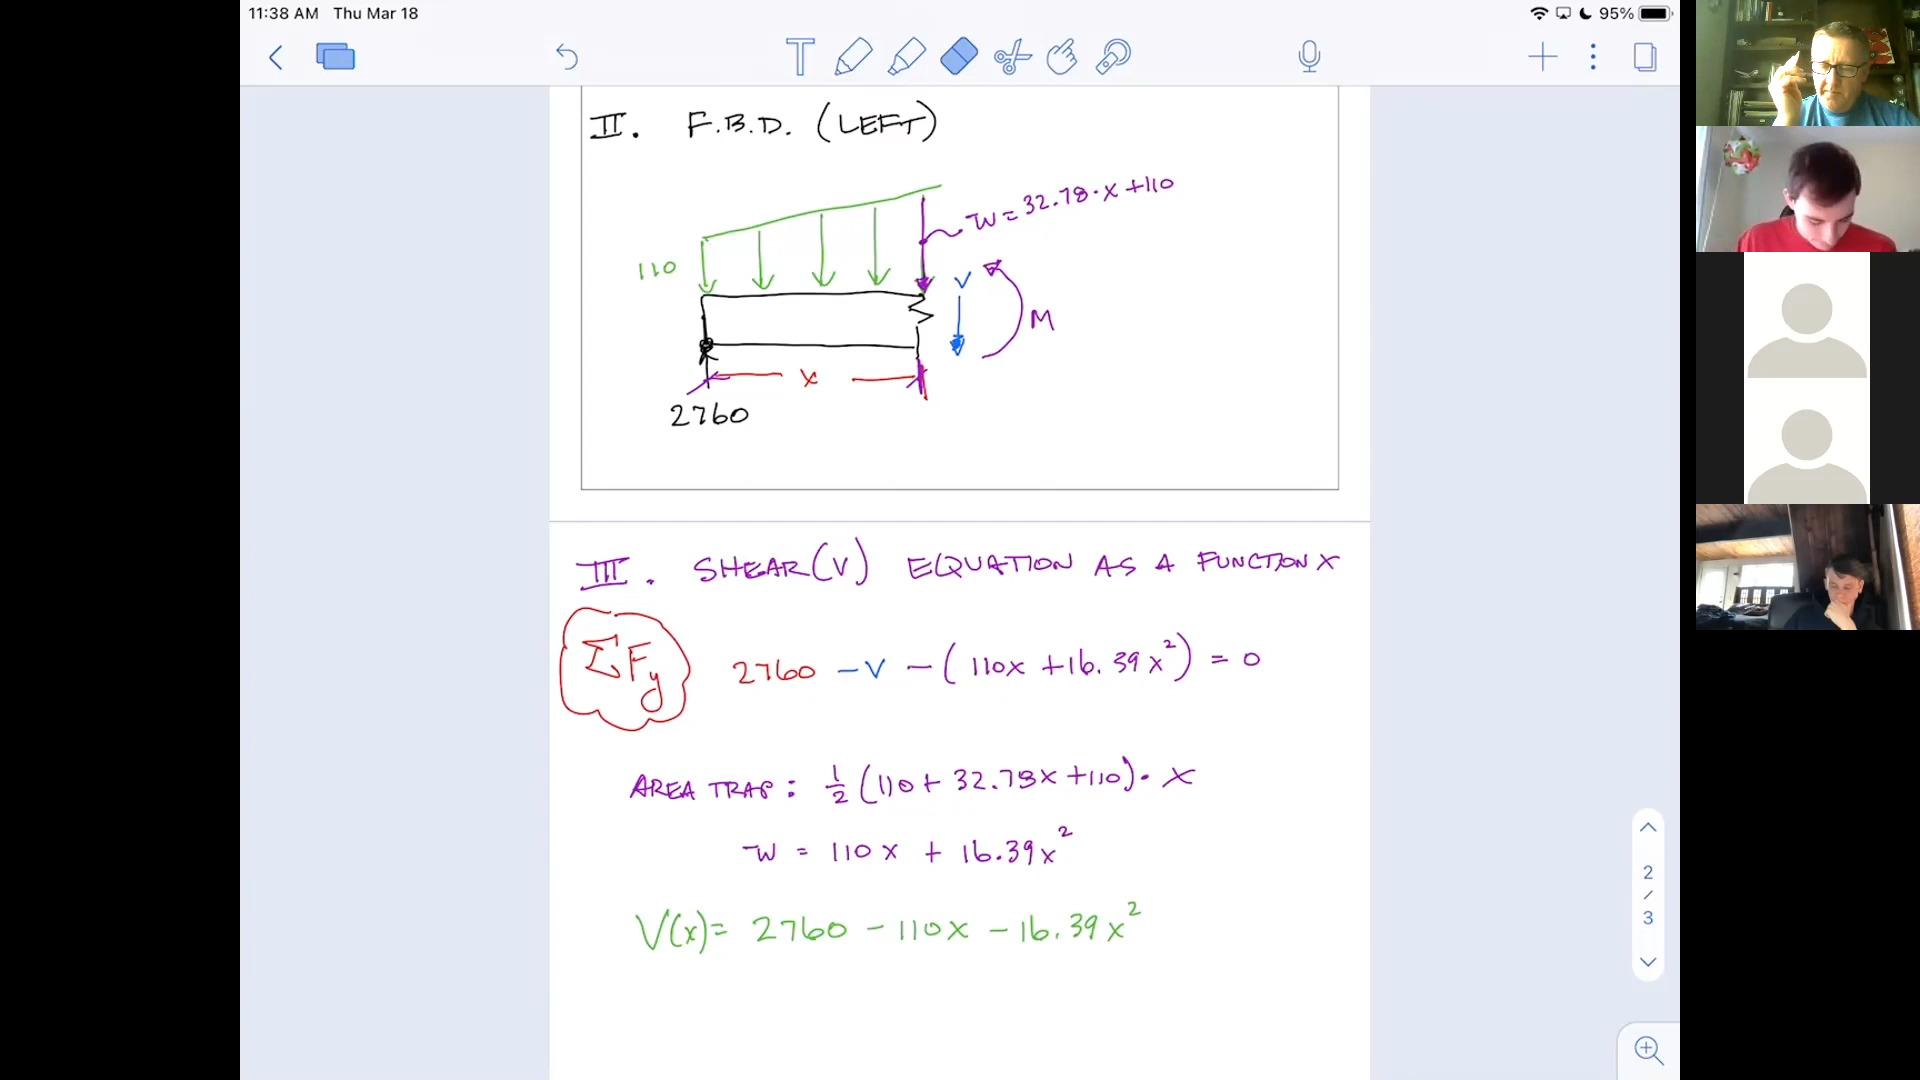 11:38 AM Thu Mar 18
95%
II. F.B.D. (LEFT)
w = 32.78·x +110
110
V
M
x
2760
III. SHEAR(V) EQUATION AS A FUNCTION X
ΣFy 2760 - V - (110x + 16.39x²) = 0
AREA TRAP: ½(110 + 32.78x + 110)·x
w = 110x + 16.39x²
V(x) = 2760 - 110x - 16.39x²
2
/
3